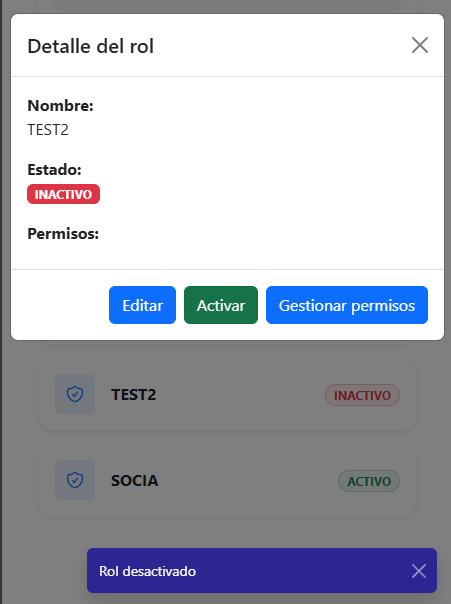 Detalle del rol
Nombre:
TEST2
Estado:
INACTIVO
Permisos:
Editar Activar Gestionar permisos
TEST2 INACTIVO
SOCIA ACTIVO
Rol desactivado